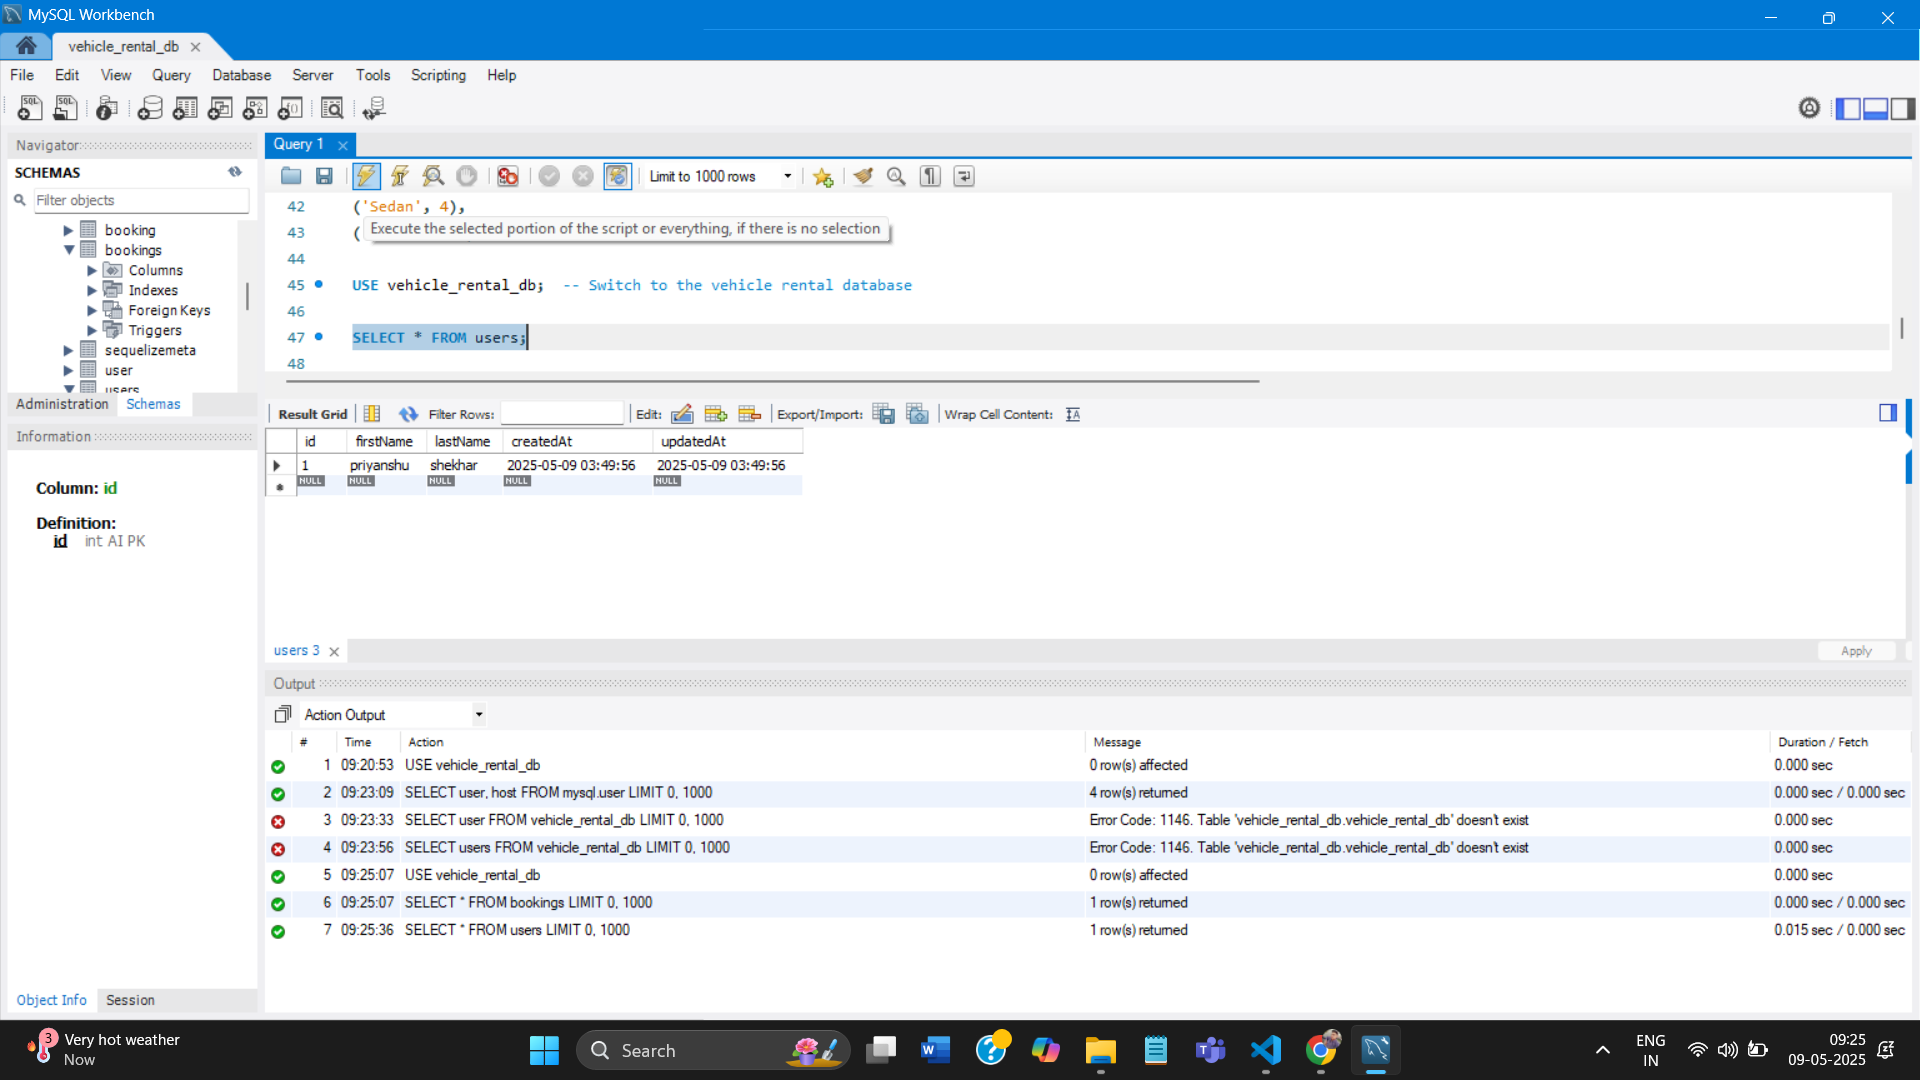 MySQL Workbench
vehicle_rental_db
File Edit View Query Database Server Tools Scripting Help
Navigator
SCHEMAS
Filter objects
booking
bookings
Columns
Indexes
Foreign Keys
Triggers
sequelizemeta
user
users
Administration Schemas
Information
Column: id
Definition:
id int AI PK
Object Info Session
Query 1
Limit to 1000 rows
42 ('Sedan', 4),
43 (
Execute the selected portion of the script or everything, if there is no selection
44
45 USE vehicle_rental_db; -- Switch to the vehicle rental database
46
47 SELECT * FROM users;
48
Result Grid Filter Rows: Edit: Export/Import: Wrap Cell Content:
id firstName lastName createdAt updatedAt
1 priyanshu shekhar 2025-05-09 03:49:56 2025-05-09 03:49:56
NULL NULL NULL NULL NULL
users 3 Apply
Output
Action Output
# Time Action Message Duration / Fetch
1 09:20:53 USE vehicle_rental_db 0 row(s) affected 0.000 sec
2 09:23:09 SELECT user, host FROM mysql.user LIMIT 0, 1000 4 row(s) returned 0.000 sec / 0.000 sec
3 09:23:33 SELECT user FROM vehicle_rental_db LIMIT 0, 1000 Error Code: 1146. Table 'vehicle_rental_db.vehicle_rental_db' doesn't exist 0.000 sec
4 09:23:56 SELECT users FROM vehicle_rental_db LIMIT 0, 1000 Error Code: 1146. Table 'vehicle_rental_db.vehicle_rental_db' doesn't exist 0.000 sec
5 09:25:07 USE vehicle_rental_db 0 row(s) affected 0.000 sec
6 09:25:07 SELECT * FROM bookings LIMIT 0, 1000 1 row(s) returned 0.000 sec / 0.000 sec
7 09:25:36 SELECT * FROM users LIMIT 0, 1000 1 row(s) returned 0.015 sec / 0.000 sec
3 Very hot weather
Now
Search
ENG
IN
09:25
09-05-2025